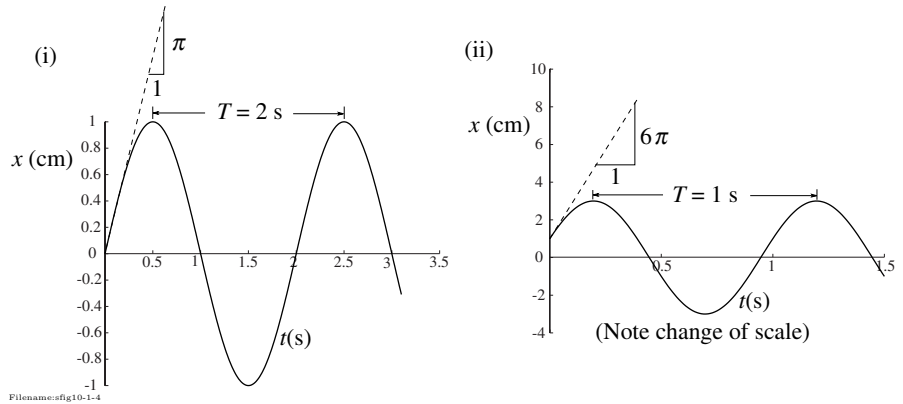 (i)
π
1
T = 2 s
x (cm)
1
0.8
0.6
0.4
0.2
0
-0.2
-0.4
-0.6
-0.8
-1
0.5
1
1.5
2
2.5
3
3.5
t(s)
Filename:sfig10-1-4
(ii)
10
8
6
4
2
0
-2
-4
x (cm)
6π
1
T = 1 s
0.5
1
1.5
t(s)
(Note change of scale)